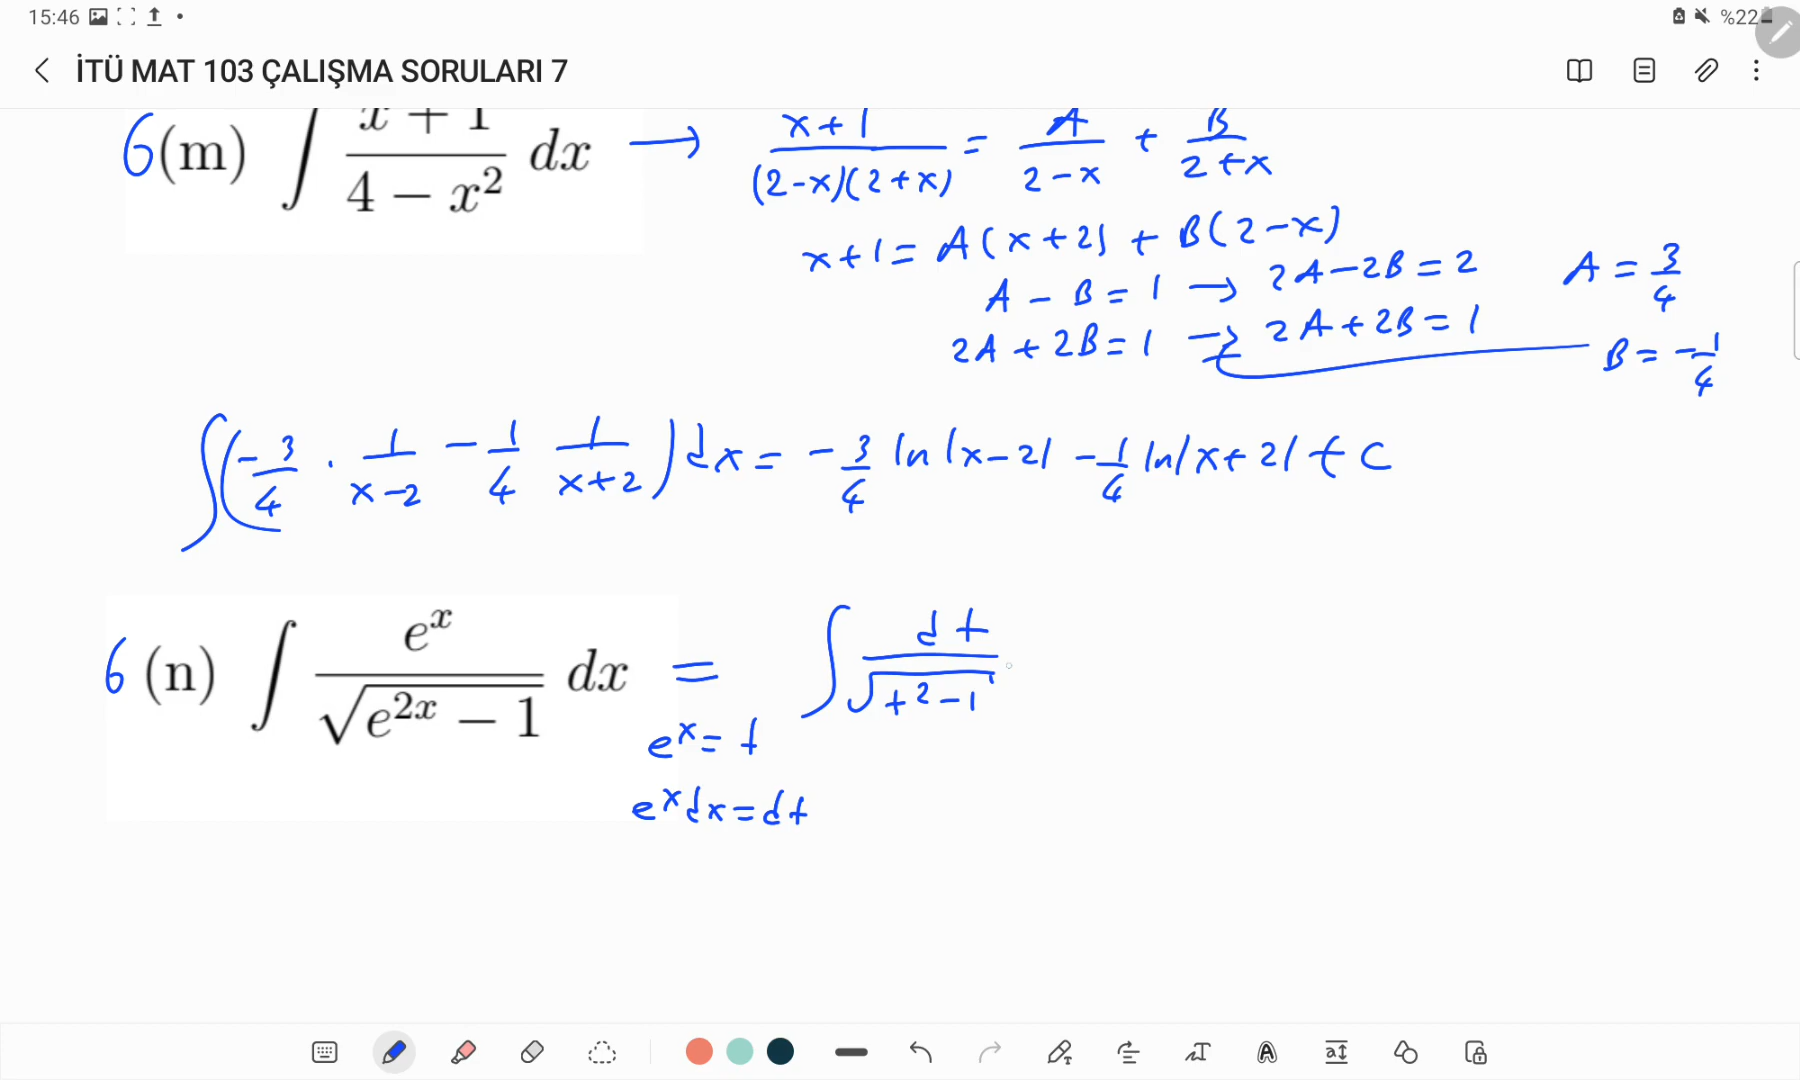 15:46
%22
İTÜ MAT 103 ÇALIŞMA SORULARI 7
6(m) ∫ x + 1 / 4 − x² dx → x+1 / (2-x)(2+x) = A / 2-x + B / 2+x
x+1 = A(x+2) + B(2-x)
A - B = 1 → 2A-2B = 2
A = 3/4
2A + 2B = 1 → 2A+2B = 1
B = -1/4
∫(-3/4 · 1/x-2 - 1/4 1/x+2) dx = -3/4 ln|x-2| - 1/4 ln|x+2| + C
6 (n) ∫ eˣ / √e²ˣ − 1 dx = ∫ dt / √t²-1
eˣ = t
eˣdx = dt